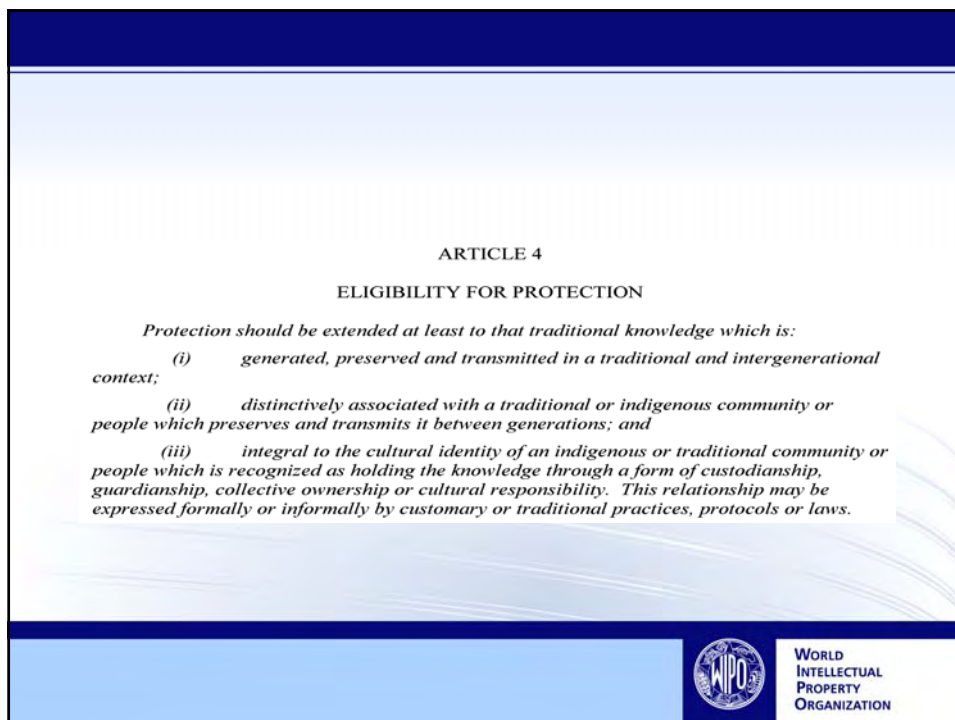 ARTICLE 4
ELIGIBILITY FOR PROTECTION
Protection should be extended at least to that traditional knowledge which is:
(i) generated, preserved and transmitted in a traditional and intergenerational
context;
(ii) distinctively associated with a traditional or indigenous community or
people which preserves and transmits it between generations; and
(iii) integral to the cultural identity of an indigenous or traditional community or
people which is recognized as holding the knowledge through a form of custodianship,
guardianship, collective ownership or cultural responsibility. This relationship may be
expressed formally or informally by customary or traditional practices, protocols or laws.
WIPO
WORLD
INTELLECTUAL
PROPERTY
ORGANIZATION